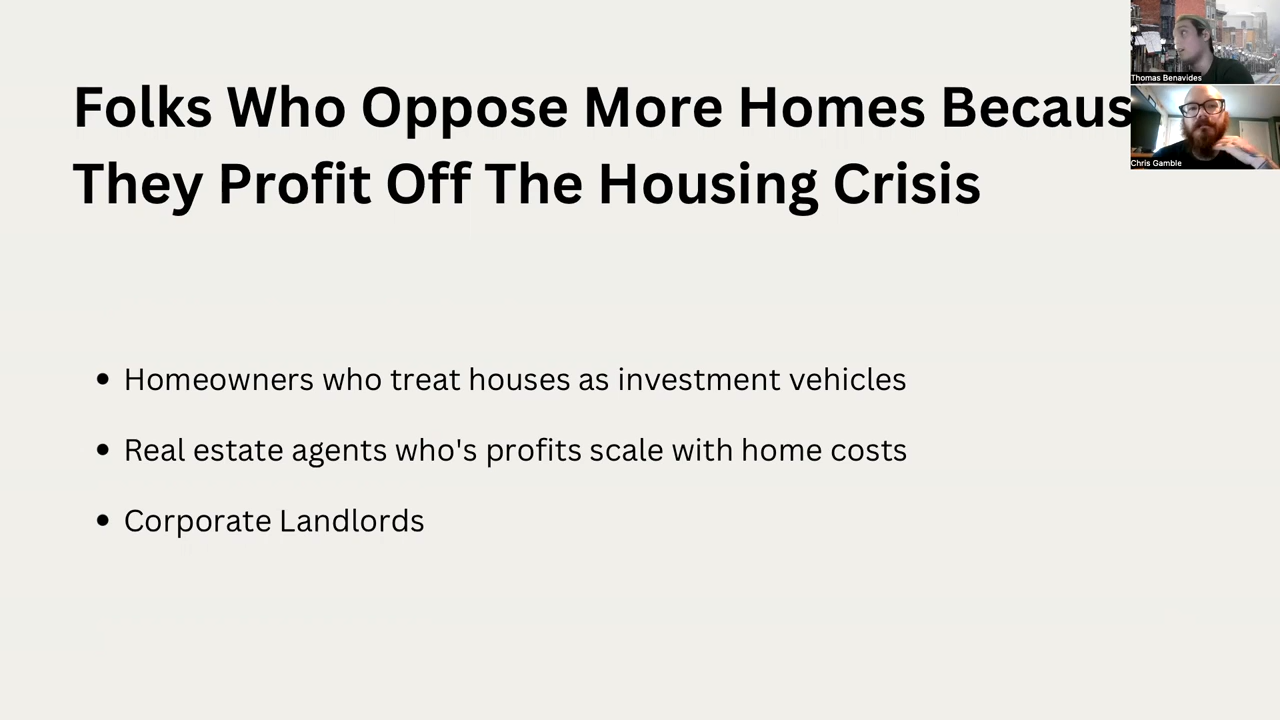 Folks Who Oppose More Homes Becaus
They Profit Off The Housing Crisis
Homeowners who treat houses as investment vehicles
Real estate agents who's profits scale with home costs
Corporate Landlords
Thomas Benavides
Chris Gamble